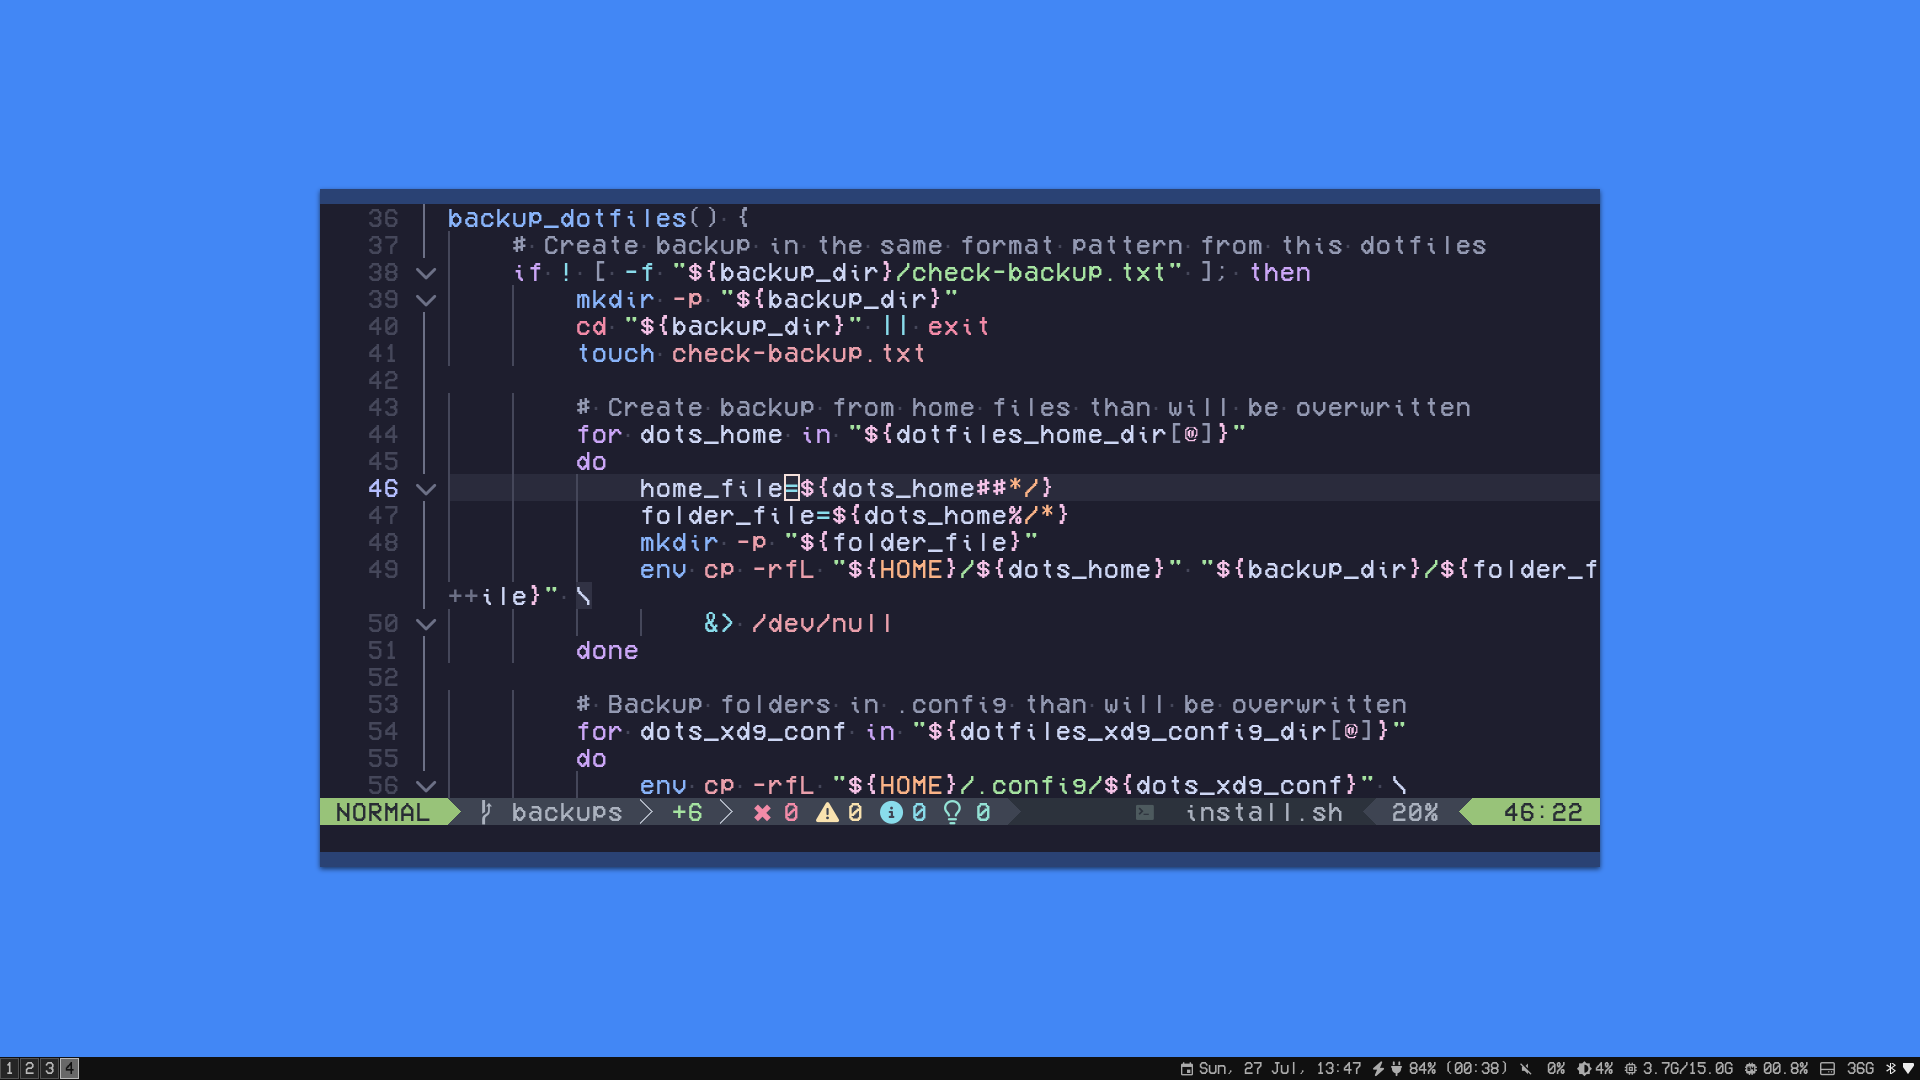 36 backup_dotfiles() {
37 # Create backup in the same format pattern from this dotfiles
38 if ! [ -f "${backup_dir}/check-backup.txt" ]; then
39 mkdir -p "${backup_dir}"
40 cd "${backup_dir}" || exit
41 touch check-backup.txt
42
43 # Create backup from home files than will be overwritten
44 for dots_home in "${dotfiles_home_dir[@]}"
45 do
46 home_file=${dots_home##*/}
47 folder_file=${dots_home%/*}
48 mkdir -p "${folder_file}"
49 env cp -rfL "${HOME}/${dots_home}" "${backup_dir}/${folder_f
++ile}" \
50 &> /dev/null
51 done
52
53 # Backup folders in .config than will be overwritten
54 for dots_xdg_conf in "${dotfiles_xdg_config_dir[@]}"
55 do
56 env cp -rfL "${HOME}/.config/${dots_xdg_conf}" \
NORMAL backups +6 0 0 0 0 install.sh 20% 46:22
1 2 3 4 Sun, 27 Jul, 13:47 84% (00:38) 0% 4% 3.7G/15.0G 00.8% 36G